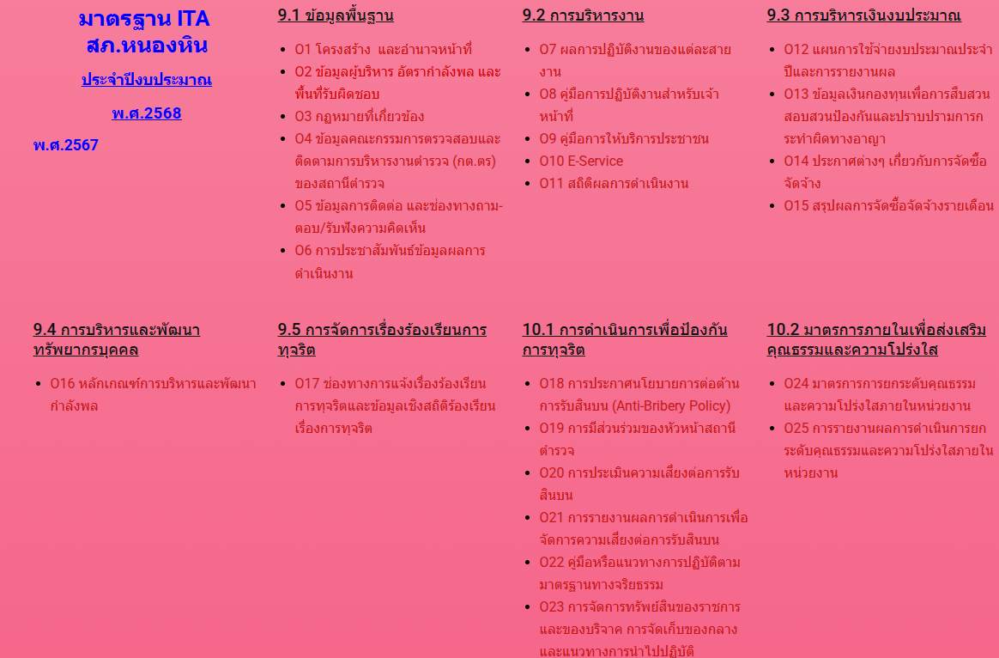 มาตรฐาน ITA
สภ.หนองหิน
ประจำปีงบประมาณ
พ.ศ.2568
พ.ศ.2567
9.1 ข้อมูลพื้นฐาน
O1 โครงสร้าง และอำนาจหน้าที่
O2 ข้อมูลผู้บริหาร อัตรากำลังพล และ
พื้นที่รับผิดชอบ
O3 กฎหมายที่เกี่ยวข้อง
O4 ข้อมูลคณะกรรมการตรวจสอบและ
ติดตามการบริหารงานตำรวจ (กต.ตร)
ของสถานีตำรวจ
O5 ข้อมูลการติดต่อ และช่องทางถาม-
ตอบ/รับฟังความคิดเห็น
O6 การประชาสัมพันธ์ข้อมูลผลการ
ดำเนินงาน
9.2 การบริหารงาน
O7 ผลการปฏิบัติงานของแต่ละสาย
งาน
O8 คู่มือการปฏิบัติงานสำหรับเจ้า
หน้าที่
O9 คู่มือการให้บริการประชาชน
O10 E-Service
O11 สถิติผลการดำเนินงาน
9.3 การบริหารเงินงบประมาณ
O12 แผนการใช้จ่ายงบประมาณประจำ
ปีและการรายงานผล
O13 ข้อมูลเงินกองทุนเพื่อการสืบสวน
สอบสวนป้องกันและปราบปรามการก
ระทำผิดทางอาญา
O14 ประกาศต่างๆ เกี่ยวกับการจัดซื้อ
จัดจ้าง
O15 สรุปผลการจัดซื้อจัดจ้างรายเดือน
9.4 การบริหารและพัฒนา
ทรัพยากรบุคคล
O16 หลักเกณฑ์การบริหารและพัฒนา
กำลังพล
9.5 การจัดการเรื่องร้องเรียนการ
ทุจริต
O17 ช่องทางการแจ้งเรื่องร้องเรียน
การทุจริตและข้อมูลเชิงสถิติร้องเรียน
เรื่องการทุจริต
10.1 การดำเนินการเพื่อป้องกัน
การทุจริต
O18 การประกาศนโยบายการต่อต้าน
การรับสินบน (Anti-Bribery Policy)
O19 การมีส่วนร่วมของหัวหน้าสถานี
ตำรวจ
O20 การประเมินความเสี่ยงต่อการรับ
สินบน
O21 การรายงานผลการดำเนินการเพื่อ
จัดการความเสี่ยงต่อการรับสินบน
O22 คู่มือหรือแนวทางการปฏิบัติตาม
มาตรฐานทางจริยธรรม
O23 การจัดการทรัพย์สินของราชการ
และของบริจาค การจัดเก็บของกลาง
และแนวทางการนำไปปฏิบัติ
10.2 มาตรการภายในเพื่อส่งเสริม
คุณธรรมและความโปร่งใส
O24 มาตรการการยกระดับคุณธรรม
และความโปร่งใสภายในหน่วยงาน
O25 การรายงานผลการดำเนินการยก
ระดับคุณธรรมและความโปร่งใสภายใน
หน่วยงาน